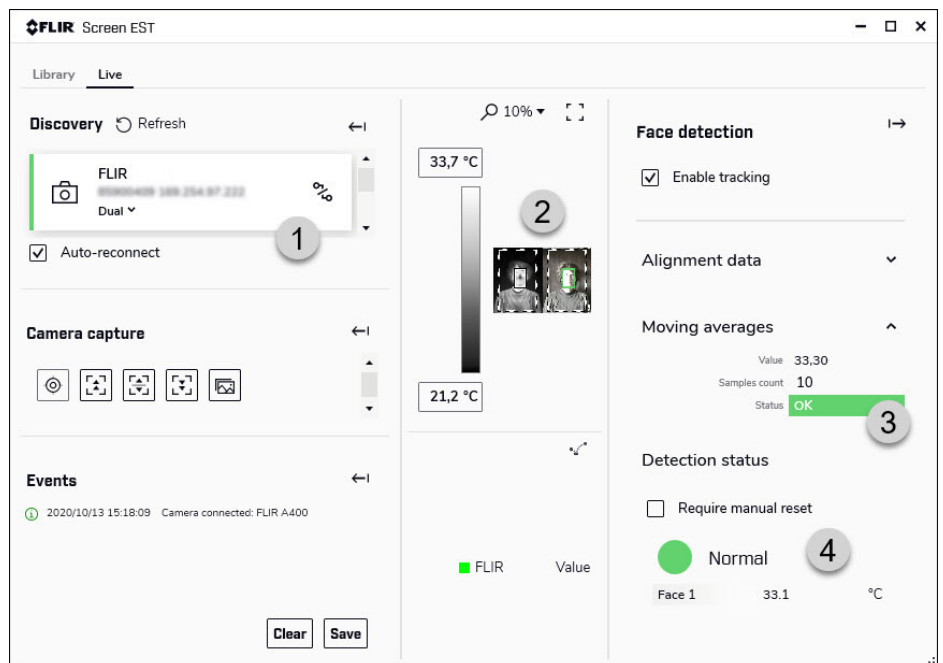 FLIR Screen EST
Library Live
Discovery Refresh
FLIR
Dual
1
Auto-reconnect
Camera capture
Events
2020/10/13 15:18:09 Camera connected: FLIR A400
Clear Save
10%
33,7 °C
2
21,2 °C
FLIR Value
Face detection
Enable tracking
Alignment data
Moving averages
Value 33,30
Samples count 10
Status OK
3
Detection status
Require manual reset
Normal
4
Face 1 33.1 °C